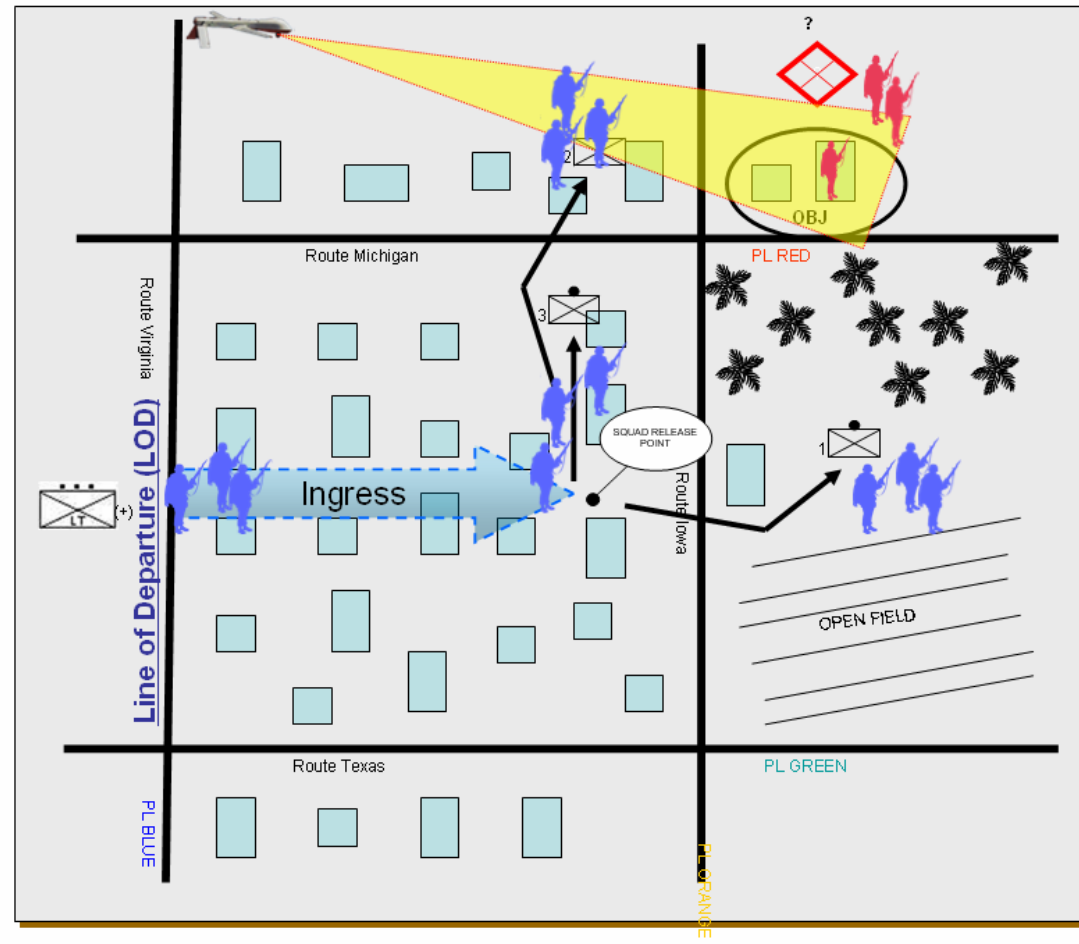 ?
2
OBJ
Route Michigan
PL RED
Route Virginia
3
SQUAD RELEASE
POINT
1
Line of Departure (LOD)
Ingress
LT
(+)
Route Iowa
OPEN FIELD
Route Texas
PL GREEN
PL BLUE
PL ORANGE